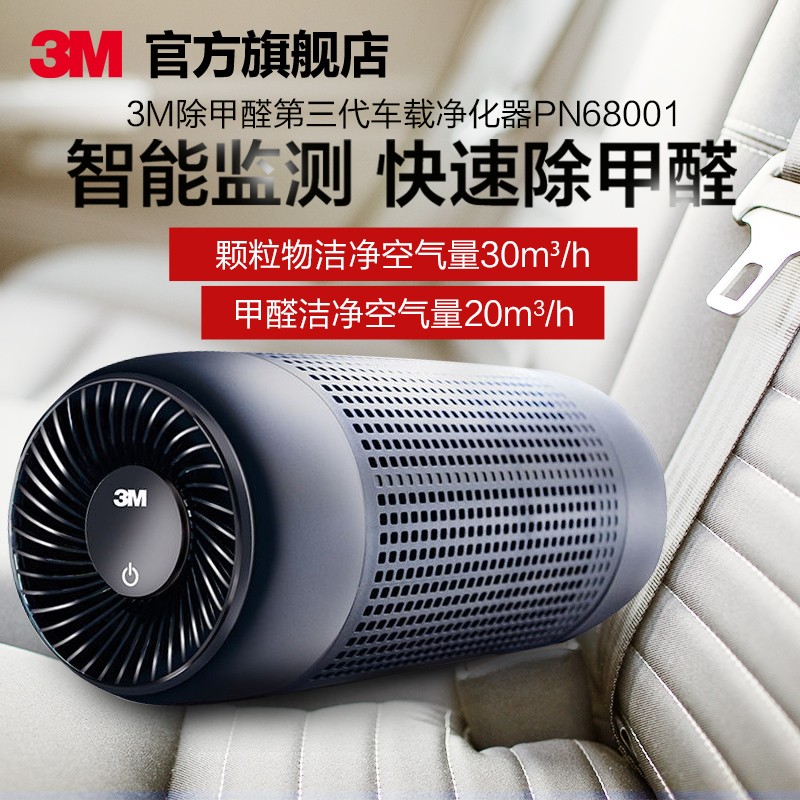 3M 官方旗舰店
3M除甲醛第三代车载净化器PN68001
智能监测 快速除甲醛
颗粒物洁净空气量30m³/h
甲醛洁净空气量20m³/h
3M